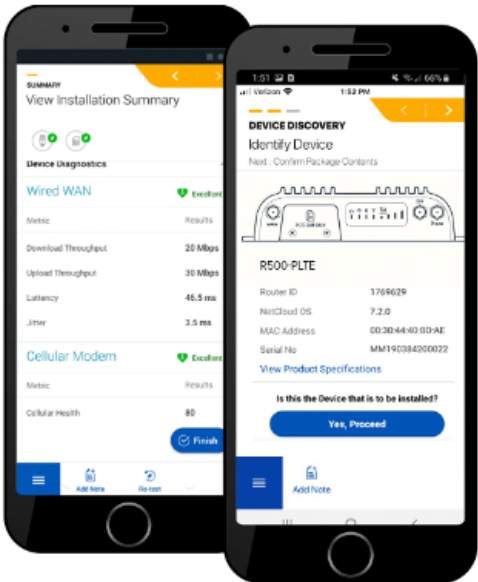 SUMMARY
View Installation Summary
Device Diagnostics
Wired WAN
Excellent
Metric
Results
Download Throughput
20 Mbps
Upload Throughput
30 Mbps
Lattency
46.5 ms
Jitter
3.5 ms
Cellular Modem
Excellent
Metric
Results
Cellular Health
80
Finish
Add Note
Re-test
1:51
66%
Verizon
1:52 PM
DEVICE DISCOVERY
Identify Device
Next : Confirm Package Contents
R500-PLTE
Router ID
1769629
NetCloud OS
7.2.0
MAC Address
00:30:44:40:BD:AE
Serial No
MM190384200022
View Product Specifications
Is this the Device that is to be installed?
Yes, Proceed
Add Note